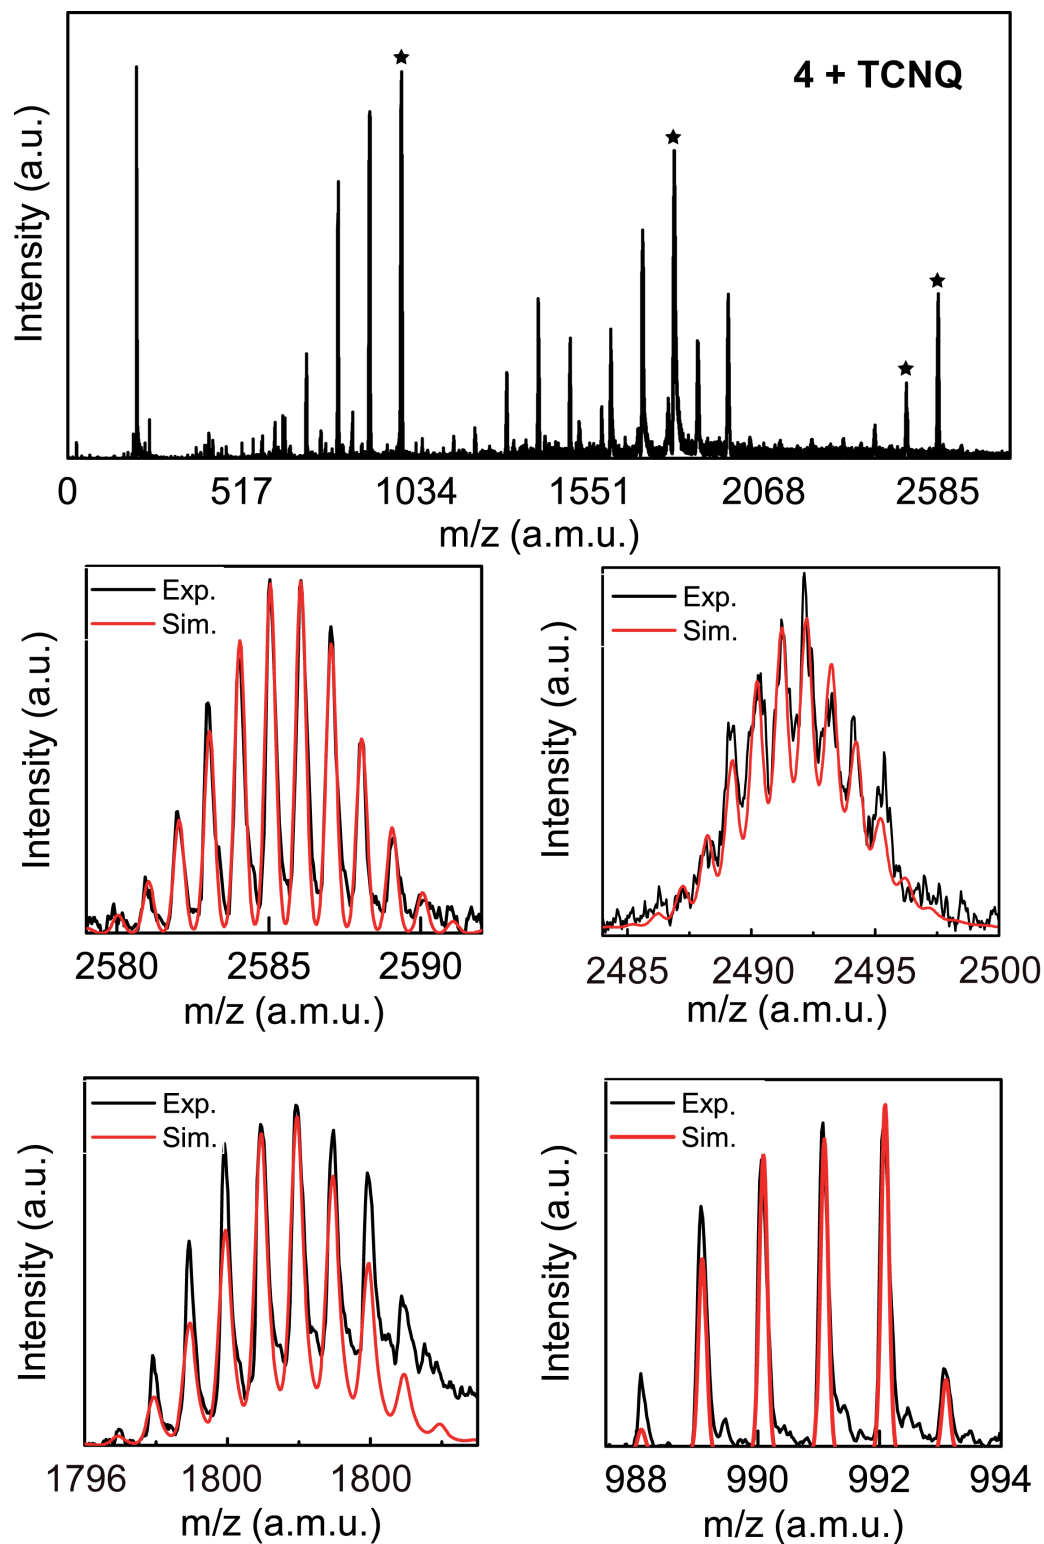 4 + TCNQ
Intensity (a.u.)
0 517 1034 1551 2068 2585
m/z (a.m.u.)
Exp.
Sim.
Intensity (a.u.)
2580 2585 2590
m/z (a.m.u.)
Exp.
Sim.
Intensity (a.u.)
2485 2490 2495 2500
m/z (a.m.u.)
Exp.
Sim.
Intensity (a.u.)
1796 1800 1800
m/z (a.m.u.)
Exp.
Sim.
Intensity (a.u.)
988 990 992 994
m/z (a.m.u.)